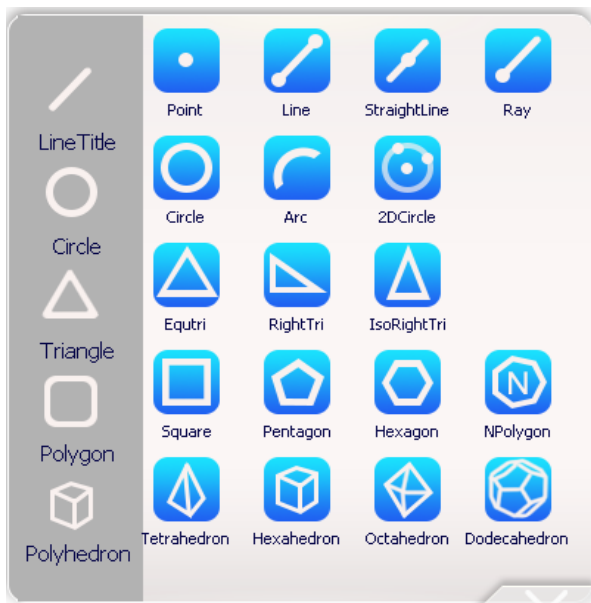 Point Line StraightLine Ray
LineTitle
Circle Arc 2DCircle
Circle
Equtri RightTri IsoRightTri
Triangle
N
Square Pentagon Hexagon NPolygon
Polygon
Tetrahedron Hexahedron Octahedron Dodecahedron
Polyhedron